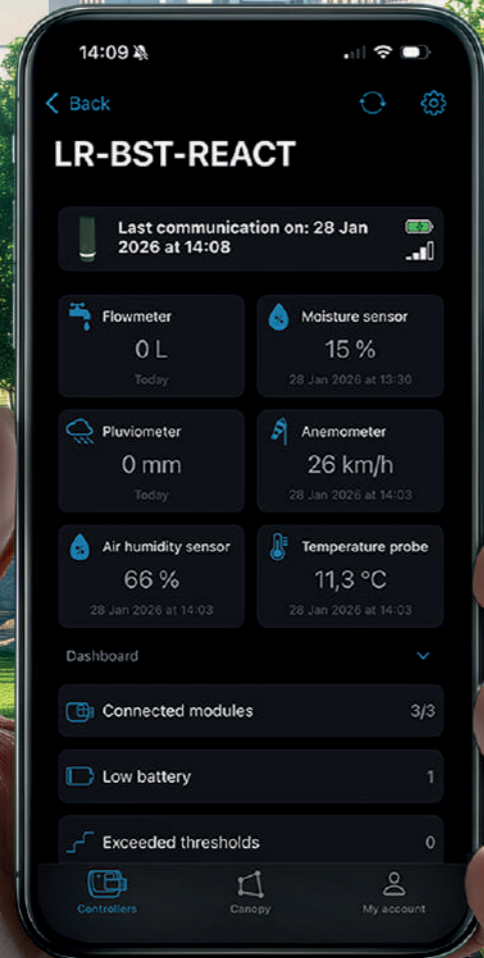 14:09
Back
LR-BST-REACT
Last communication on: 28 Jan
2026 at 14:08
Flowmeter
0 L
Today
Moisture sensor
15 %
28 Jan 2026 at 13:30
Pluviometer
0 mm
Today
Anemometer
26 km/h
28 Jan 2026 at 14:03
Air humidity sensor
66 %
28 Jan 2026 at 14:03
Temperature probe
11,3 °C
28 Jan 2026 at 14:03
Dashboard
Connected modules
3/3
Low battery
1
Exceeded thresholds
0
Controllers
Canopy
My account